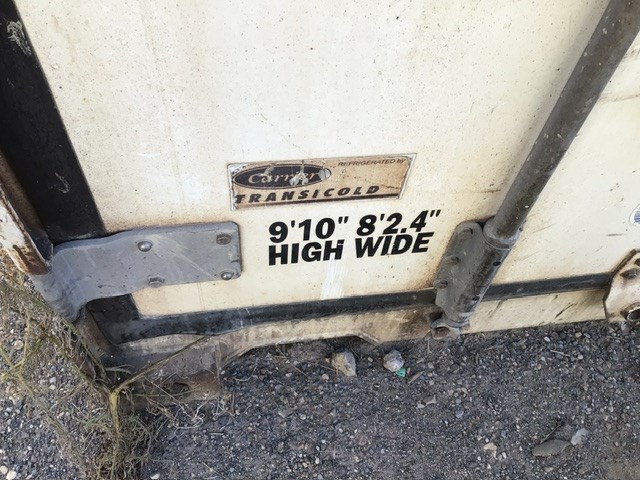 REFRIGERATED by
Carrier
TRANSICOLD
9'10" 8'2.4"
HIGH WIDE